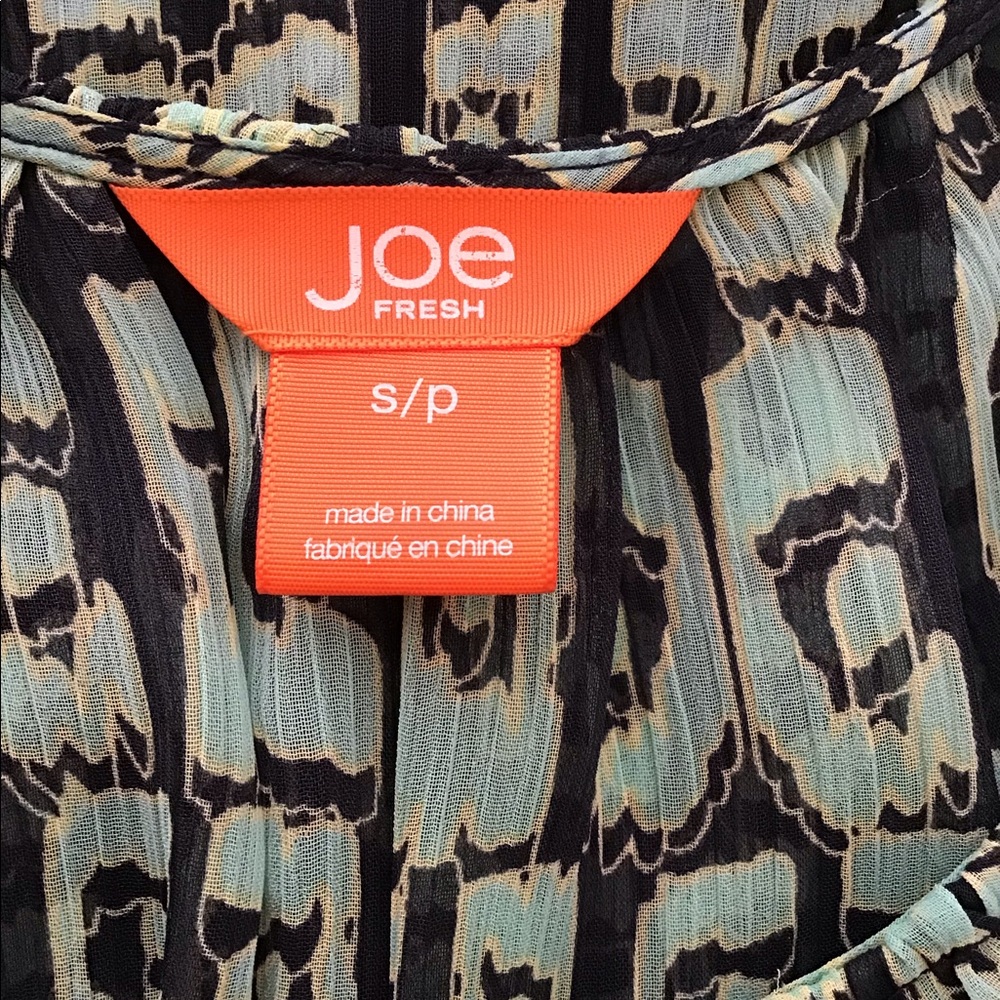 Joe
FRESH
s/p
made in china
fabriqué en chine